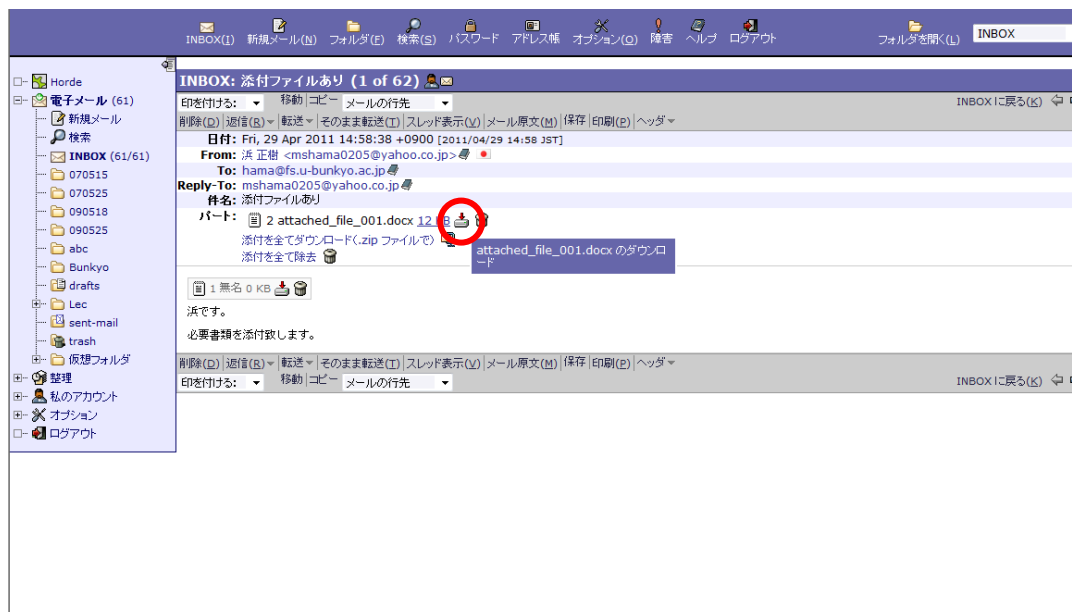 INBOX(I) 新規メール(N) フォルダ(F) 検索(S) パスワード アドレス帳 オプション(O) 障害 ヘルプ ログアウト フォルダを開く(L) INBOX
Horde
電子メール (61)
新規メール
検索
INBOX (61/61)
070515
070525
090518
090525
abc
Bunkyo
drafts
Lec
sent-mail
trash
仮想フォルダ
整理
私のアカウント
オプション
ログアウト
INBOX: 添付ファイルあり (1 of 62)
印を付ける: 移動|コピー メールの行先 INBOXに戻る(K)
削除(D)|返信(R)|転送|そのまま転送(T)|スレッド表示(V)|メール原文(M)|保存|印刷(P)|ヘッダ
日付: Fri, 29 Apr 2011 14:58:38 +0900 [2011/04/29 14:58 JST]
From: 浜 正樹 <mshama0205@yahoo.co.jp>
To: hama@fs.u-bunkyo.ac.jp
Reply-To: mshama0205@yahoo.co.jp
件名: 添付ファイルあり
パート: 2 attached_file_001.docx 12 KB
添付を全てダウンロード(.zip ファイルで)
添付を全て除去
attached_file_001.docx のダウンロ
ード
1 無名 0 KB
浜です。
必要書類を添付致します。
削除(D)|返信(R)|転送|そのまま転送(T)|スレッド表示(V)|メール原文(M)|保存|印刷(P)|ヘッダ
印を付ける: 移動|コピー メールの行先 INBOXに戻る(K)